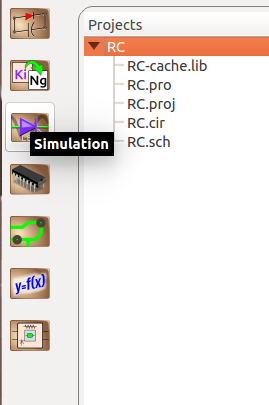 Projects
RC
Ki
Ng
RC-cache.lib
RC.pro
RC.proj
Simulation
RC.cir
RC.sch
y=f(x)